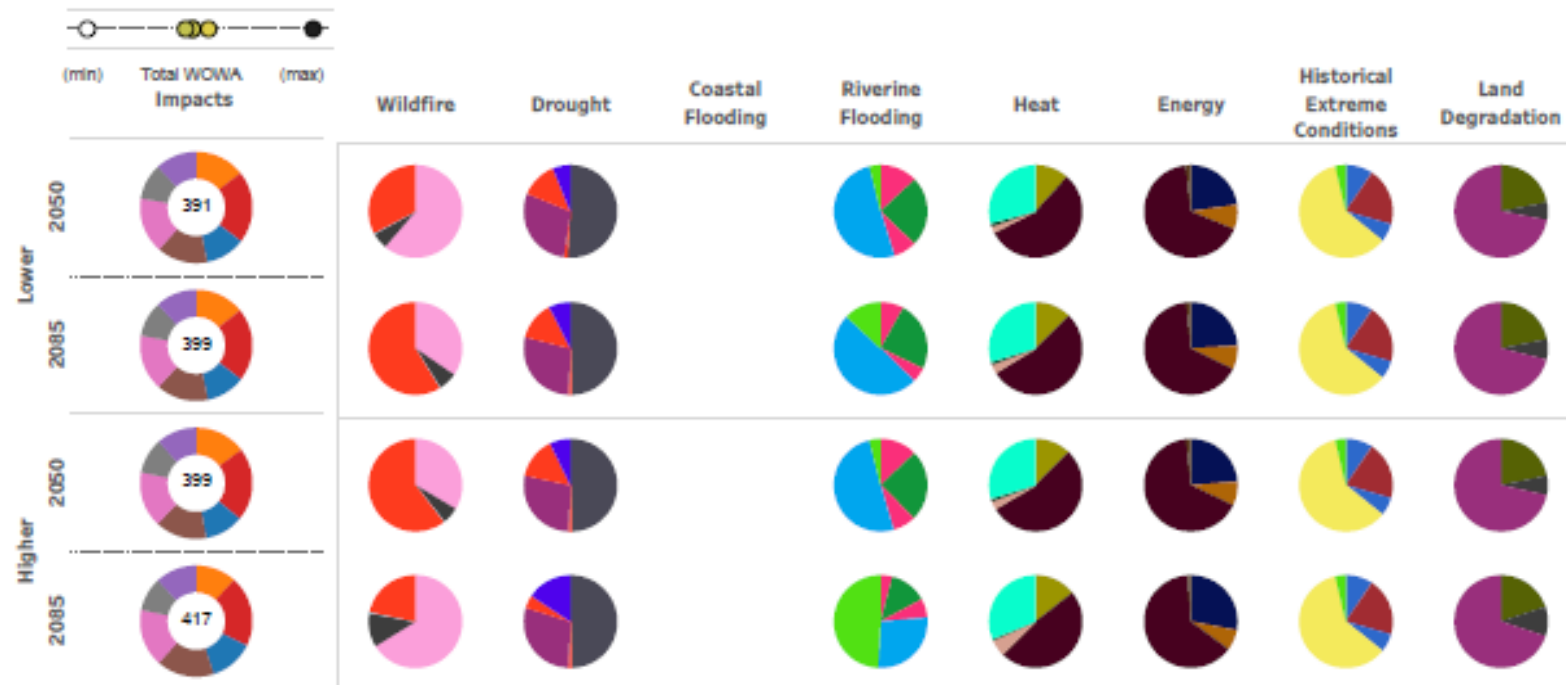 (min) Total WOWA (max)
Impacts
Wildfire
Drought
Coastal
Flooding
Riverine
Flooding
Heat
Energy
Historical
Extreme
Conditions
Land
Degradation
Lower
2050
391
2085
399
Higher
2050
399
2085
417